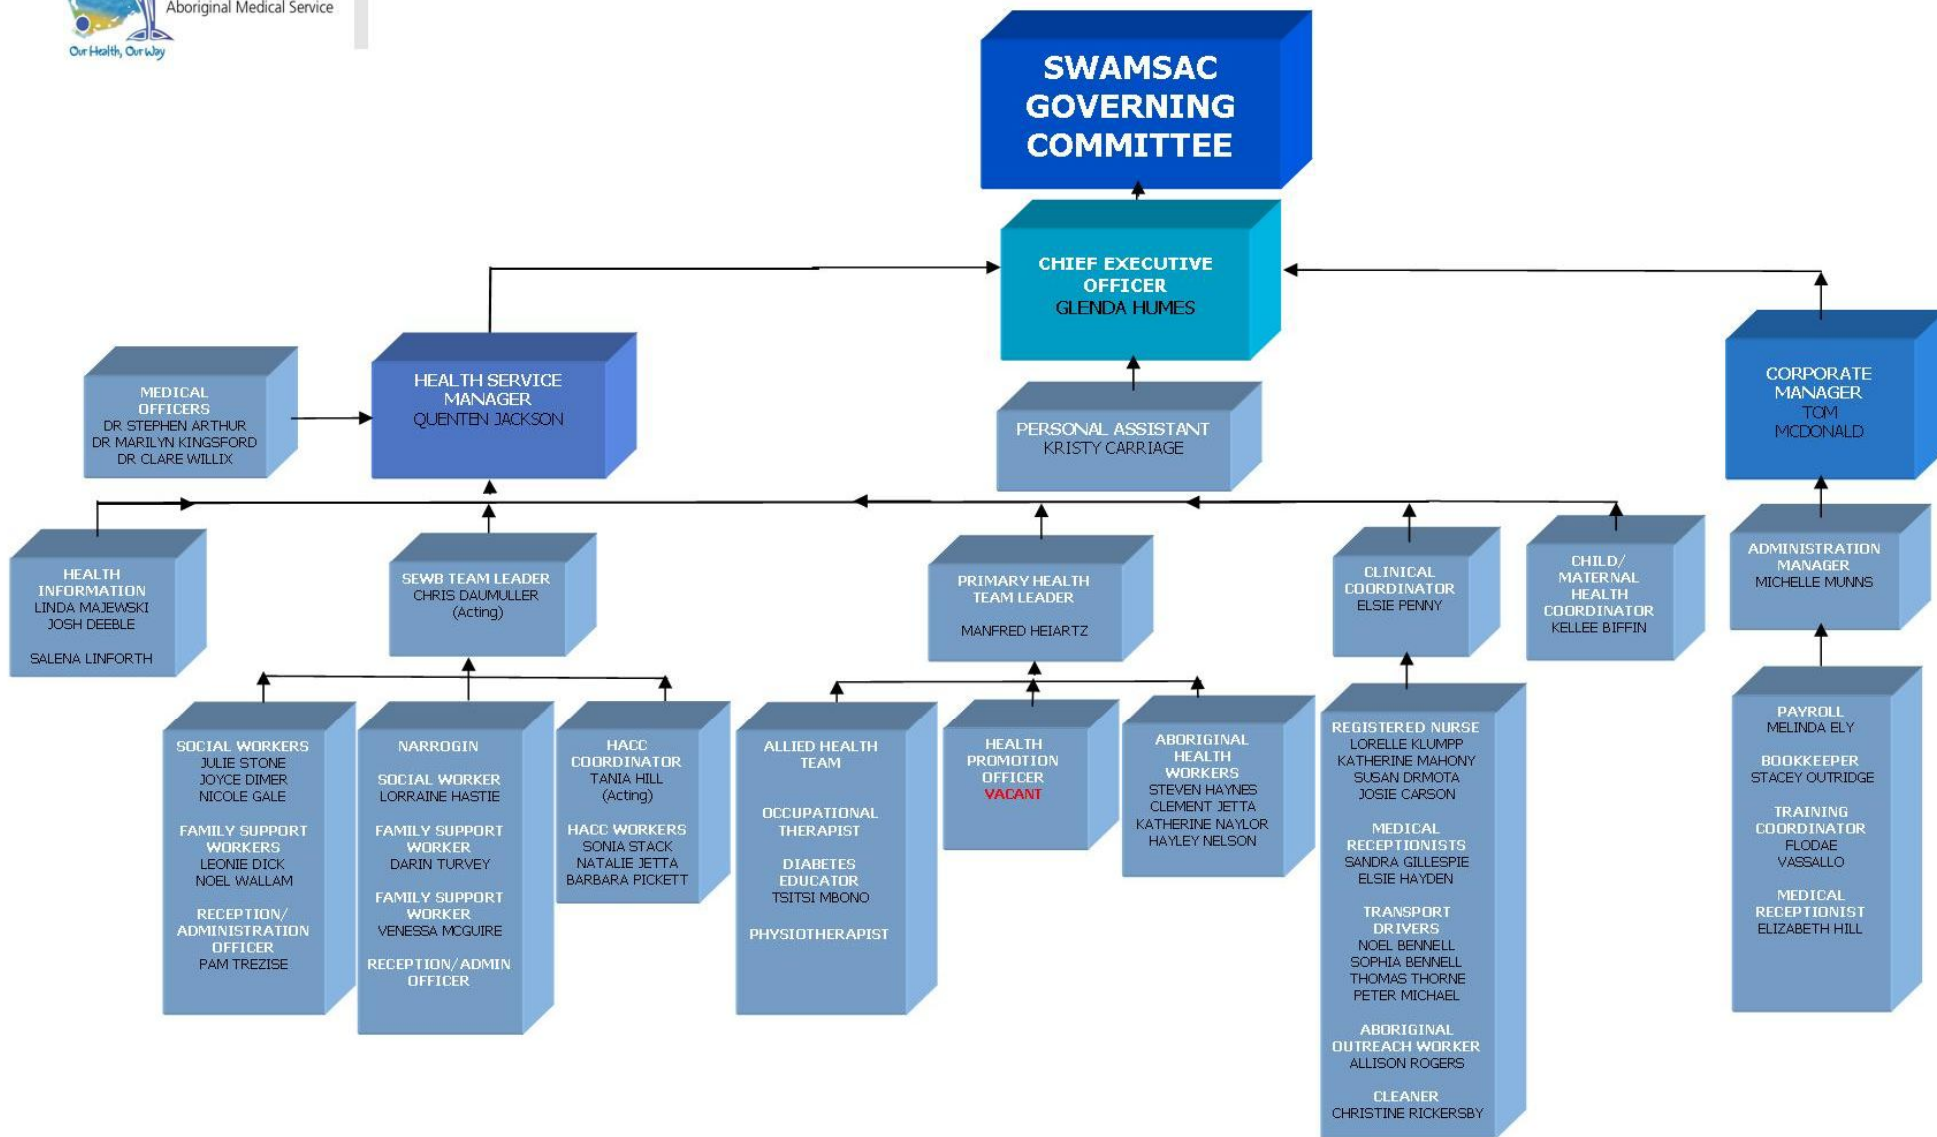 Aboriginal Medical Service
Our Health, Our Way
SWAMSAC
GOVERNING
COMMITTEE
CHIEF EXECUTIVE
OFFICER
GLENDA HUMES
MEDICAL
OFFICERS
DR STEPHEN ARTHUR
DR MARILYN KINGSFORD
DR CLARE WILLIX
HEALTH SERVICE
MANAGER
QUENTEN JACKSON
PERSONAL ASSISTANT
KRISTY CARRIAGE
CORPORATE
MANAGER
TOM
MCDONALD
HEALTH
INFORMATION
LINDA MAJEWSKI
JOSH DEEBLE
SALENA LINFORTH
SEWB TEAM LEADER
CHRIS DAUMULLER
(Acting)
PRIMARY HEALTH
TEAM LEADER
MANFRED HEIARTZ
CLINICAL
COORDINATOR
ELSIE PENNY
CHILD/
MATERNAL
HEALTH
COORDINATOR
KELLEE BIFFIN
ADMINISTRATION
MANAGER
MICHELLE MUNNS
SOCIAL WORKERS
JULIE STONE
JOYCE DIMER
NICOLE GALE
FAMILY SUPPORT
WORKERS
LEONIE DICK
NOEL WALLAM
RECEPTION/
ADMINISTRATION
OFFICER
PAM TREZISE
NARROGIN
SOCIAL WORKER
LORRAINE HASTIE
FAMILY SUPPORT
WORKER
DARIN TURVEY
FAMILY SUPPORT
WORKER
VENESSA MCGUIRE
RECEPTION/ADMIN
OFFICER
HACC
COORDINATOR
TANIA HILL
(Acting)
HACC WORKERS
SONIA STACK
NATALIE JETTA
BARBARA PICKETT
ALLIED HEALTH
TEAM
OCCUPATIONAL
THERAPIST
DIABETES
EDUCATOR
TSITSI MBONO
PHYSIOTHERAPIST
HEALTH
PROMOTION
OFFICER
VACANT
ABORIGINAL
HEALTH
WORKERS
STEVEN HAYNES
CLEMENT JETTA
KATHERINE NAYLOR
HAYLEY NELSON
REGISTERED NURSE
LORELLE KLUMPP
KATHERINE MAHONY
SUSAN DRMOTA
JOSIE CARSON
MEDICAL
RECEPTIONISTS
SANDRA GILLESPIE
ELSIE HAYDEN
TRANSPORT
DRIVERS
NOEL BENNELL
SOPHIA BENNELL
THOMAS THORNE
PETER MICHAEL
ABORIGINAL
OUTREACH WORKER
ALLISON ROGERS
CLEANER
CHRISTINE RICKERSBY
PAYROLL
MELINDA ELY
BOOKKEEPER
STACEY OUTRIDGE
TRAINING
COORDINATOR
FLODAE
VASSALLO
MEDICAL
RECEPTIONIST
ELIZABETH HILL